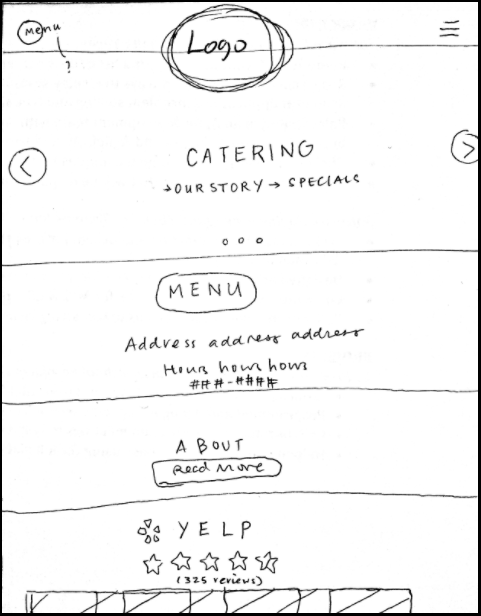 Menu
?
Logo
CATERING
→OUR STORY → SPECIALS
MENU
Address address address
Hours hours hours
###-####
ABOUT
Read More
YELP
(325 reviews)